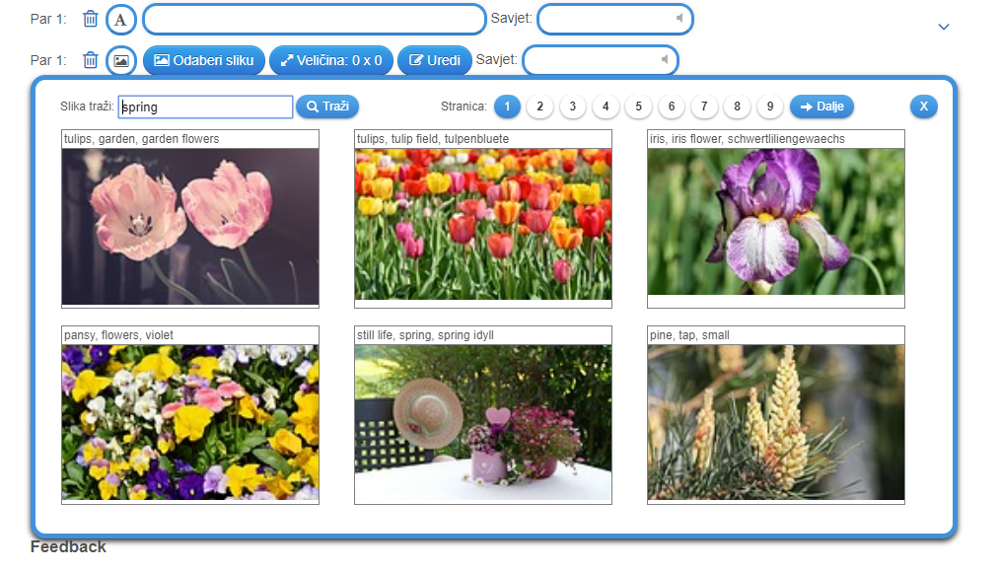 Par 1: A Savjet:
Par 1: Odaberi sliku Veličina: 0 x 0 Uredi Savjet:
Slika traži: spring Traži Stranica: 1 2 3 4 5 6 7 8 9 Dalje X
tulips, garden, garden flowers
tulips, tulip field, tulpenbluete
iris, iris flower, schwertliliengewaechs
pansy, flowers, violet
still life, spring, spring idyll
pine, tap, small
Feedback